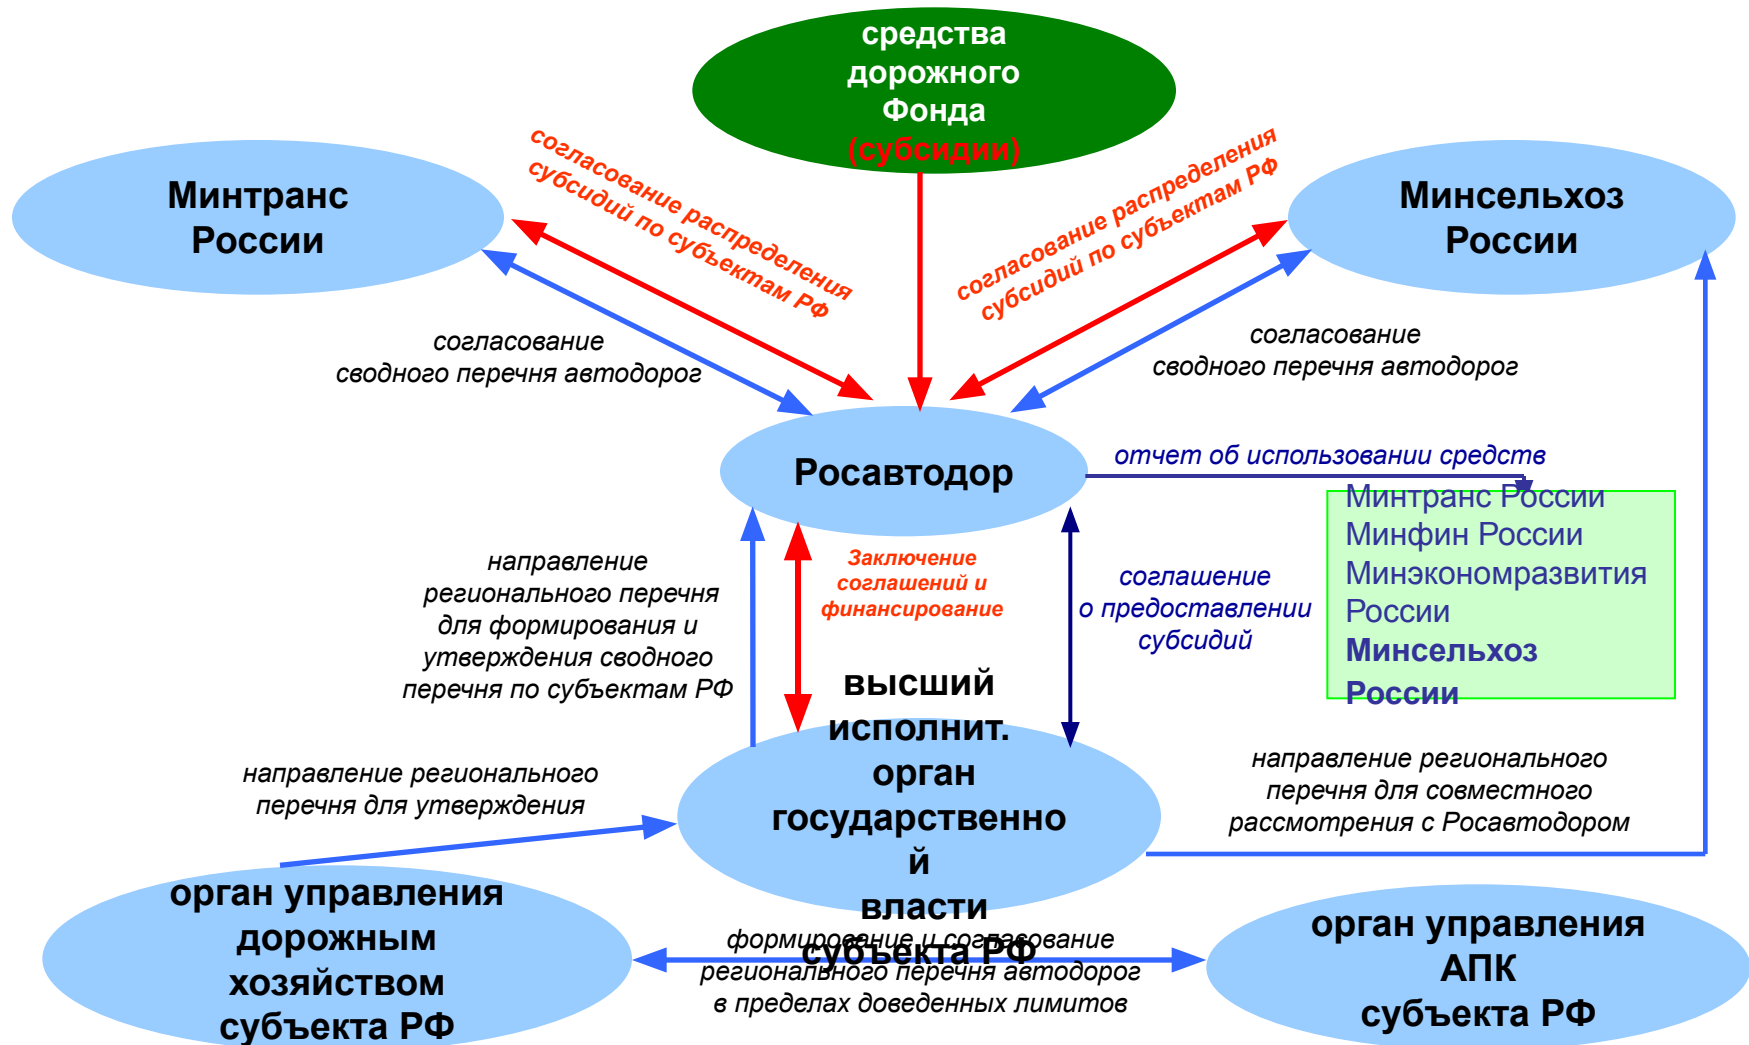 средства
дорожного
Фонда
(субсидии)
Минтранс
России
согласование распределения
субсидий по субъектам РФ
согласование распределения
субсидий по субъектам РФ
Минсельхоз
России
согласование
сводного перечня автодорог
согласование
сводного перечня автодорог
Росавтодор
отчет об использовании средств
Минтранс России
Минфин России
Минэкономразвития
России
Минсельхоз
России
направление
регионального перечня
для формирования и
утверждения сводного
перечня по субъектам РФ
Заключение
соглашений и
финансирование
соглашение
о предоставлении
субсидий
высший
исполнит.
орган
государственно
й
власти
субъекта РФ
направление регионального
перечня для утверждения
направление регионального
перечня для совместного
рассмотрения с Росавтодором
орган управления
дорожным
хозяйством
субъекта РФ
формирование и согласование
регионального перечня автодорог
в пределах доведенных лимитов
орган управления
АПК
субъекта РФ